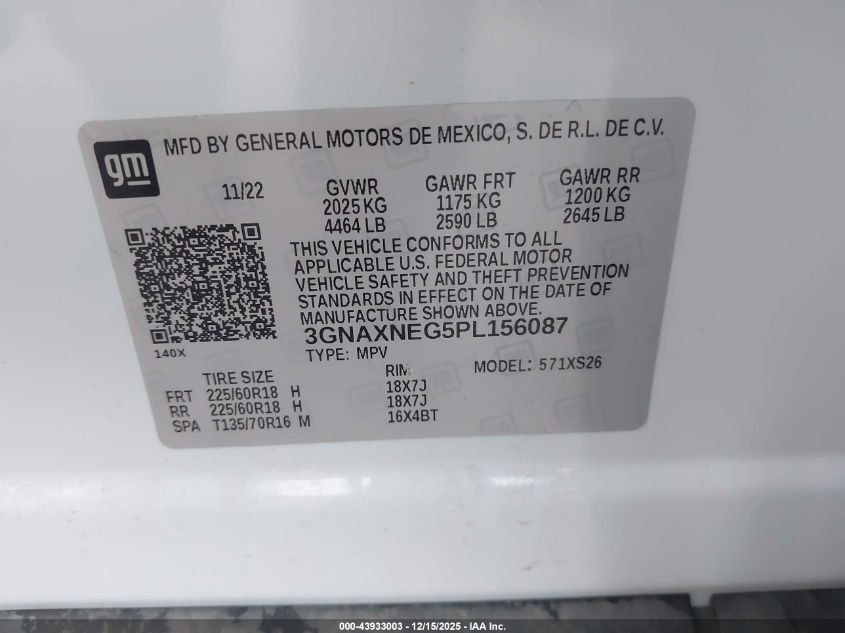 gm
MFD BY GENERAL MOTORS DE MEXICO, S. DE R.L. DE C.V.
11/22 GVWR GAWR FRT GAWR RR
2025 KG 1175 KG 1200 KG
4464 LB 2590 LB 2645 LB
THIS VEHICLE CONFORMS TO ALL
APPLICABLE U.S. FEDERAL MOTOR
VEHICLE SAFETY AND THEFT PREVENTION
STANDARDS IN EFFECT ON THE DATE OF
MANUFACTURE SHOWN ABOVE.
3GNAXNEG5PL156087
140X TYPE: MPV MODEL: 571XS26
TIRE SIZE RIM
FRT 225/60R18 H 18X7J
RR 225/60R18 H 18X7J
SPA T135/70R16 M 16X4BT
000-43933003 - 12/15/2025 - IAA Inc.